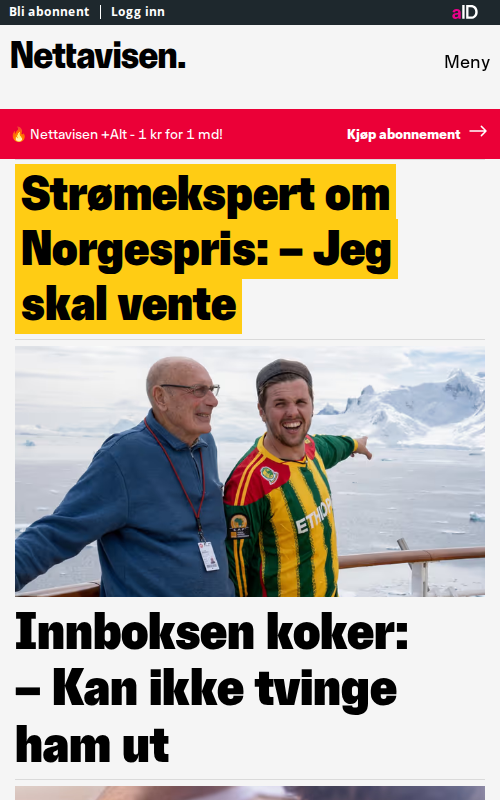 Bli abonnent | Logg inn
aID
Nettavisen.
Meny
🔥 Nettavisen +Alt - 1 kr for 1 md!
Kjøp abonnement →
Strømekspert om
Norgespris: – Jeg
skal vente
ETHIOP
Innboksen koker:
– Kan ikke tvinge
ham ut